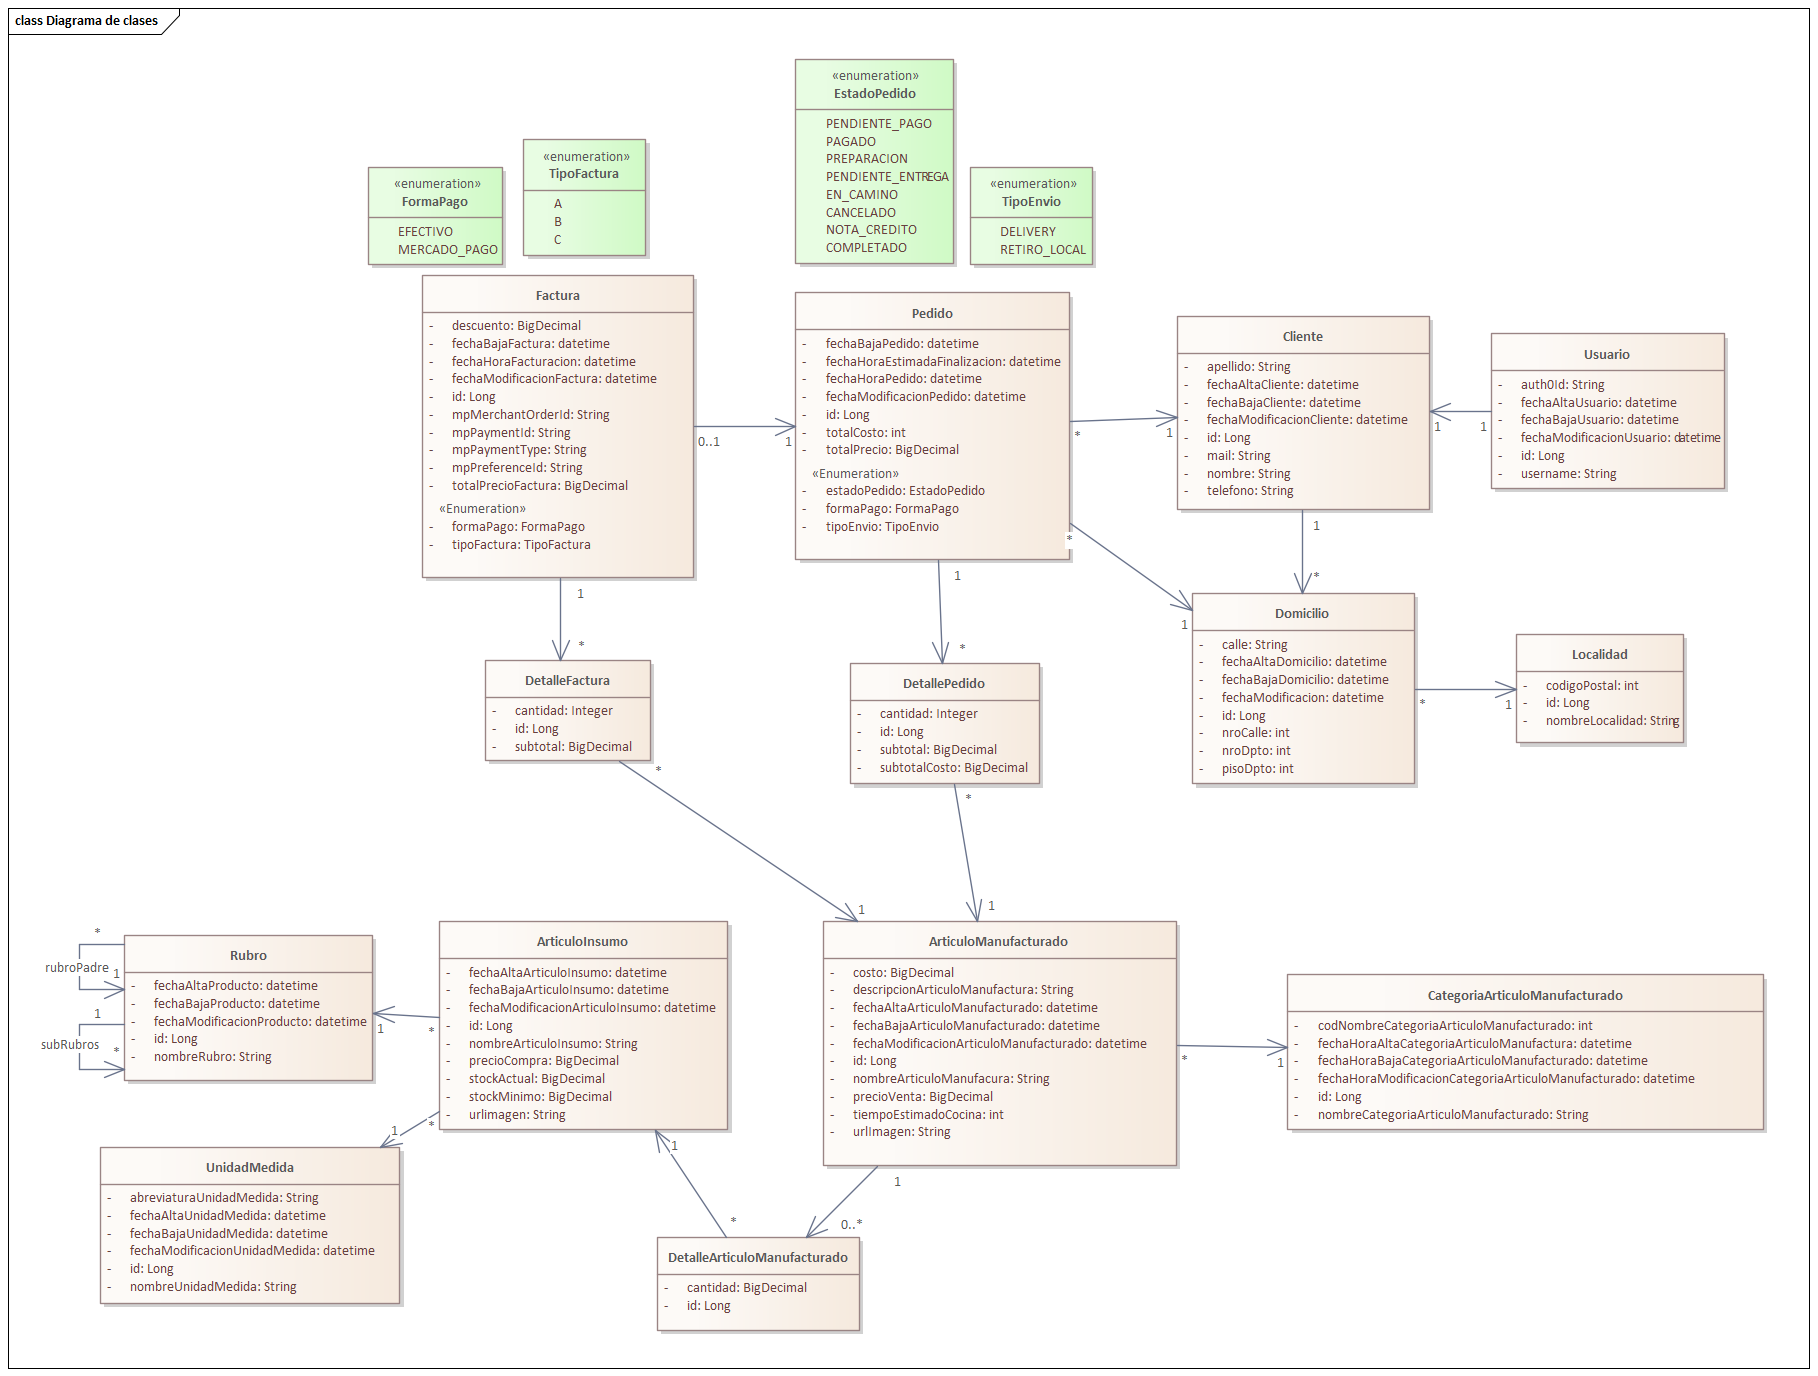 class Diagrama de clases
«enumeration»
EstadoPedido
PENDIENTE_PAGO
PAGADO
PREPARACION
PENDIENTE_ENTREGA
EN_CAMINO
CANCELADO
NOTA_CREDITO
COMPLETADO
«enumeration»
TipoFactura
A
B
C
«enumeration»
FormaPago
EFECTIVO
MERCADO_PAGO
«enumeration»
TipoEnvio
DELIVERY
RETIRO_LOCAL
Factura
- descuento: BigDecimal
- fechaBajaFactura: datetime
- fechaHoraFacturacion: datetime
- fechaModificacionFactura: datetime
- id: Long
- mpMerchantOrderId: String
- mpPaymentId: String
- mpPaymentType: String
- mpPreferenceId: String
- totalPrecioFactura: BigDecimal
«Enumeration»
- formaPago: FormaPago
- tipoFactura: TipoFactura
0..1
1
1
*
Pedido
- fechaBajaPedido: datetime
- fechaHoraEstimadaFinalizacion: datetime
- fechaHoraPedido: datetime
- fechaModificacionPedido: datetime
- id: Long
- totalCosto: int
- totalPrecio: BigDecimal
«Enumeration»
- estadoPedido: EstadoPedido
- formaPago: FormaPago
- tipoEnvio: TipoEnvio
*
1
*
1
1
*
Cliente
- apellido: String
- fechaAltaCliente: datetime
- fechaBajaCliente: datetime
- fechaModificacionCliente: datetime
- id: Long
- mail: String
- nombre: String
- telefono: String
1
1
1
*
Usuario
- auth0Id: String
- fechaAltaUsuario: datetime
- fechaBajaUsuario: datetime
- fechaModificacionUsuario: datetime
- id: Long
- username: String
DetalleFactura
- cantidad: Integer
- id: Long
- subtotal: BigDecimal
*
1
DetallePedido
- cantidad: Integer
- id: Long
- subtotal: BigDecimal
- subtotalCosto: BigDecimal
*
1
Domicilio
- calle: String
- fechaAltaDomicilio: datetime
- fechaBajaDomicilio: datetime
- fechaModificacion: datetime
- id: Long
- nroCalle: int
- nroDpto: int
- pisoDpto: int
*
1
Localidad
- codigoPostal: int
- id: Long
- nombreLocalidad: String
*
rubroPadre
1
1
subRubros
*
Rubro
- fechaAltaProducto: datetime
- fechaBajaProducto: datetime
- fechaModificacionProducto: datetime
- id: Long
- nombreRubro: String
1
*
ArticuloInsumo
- fechaAltaArticuloInsumo: datetime
- fechaBajaArticuloInsumo: datetime
- fechaModificacionArticuloInsumo: datetime
- id: Long
- nombreArticuloInsumo: String
- precioCompra: BigDecimal
- stockActual: BigDecimal
- stockMinimo: BigDecimal
- urlimagen: String
1
*
1
*
ArticuloManufacturado
- costo: BigDecimal
- descripcionArticuloManufactura: String
- fechaAltaArticuloManufacturado: datetime
- fechaBajaArticuloManufacturado: datetime
- fechaModificacionArticuloManufacturado: datetime
- id: Long
- nombreArticuloManufacura: String
- precioVenta: BigDecimal
- tiempoEstimadoCocina: int
- urlImagen: String
*
1
1
0..*
CategoriaArticuloManufacturado
- codNombreCategoriaArticuloManufacturado: int
- fechaHoraAltaCategoriaArticuloManufactura: datetime
- fechaHoraBajaCategoriaArticuloManufacturado: datetime
- fechaHoraModificacionCategoriaArticuloManufacturado: datetime
- id: Long
- nombreCategoriaArticuloManufacturado: String
UnidadMedida
- abreviaturaUnidadMedida: String
- fechaAltaUnidadMedida: datetime
- fechaBajaUnidadMedida: datetime
- fechaModificacionUnidadMedida: datetime
- id: Long
- nombreUnidadMedida: String
DetalleArticuloManufacturado
- cantidad: BigDecimal
- id: Long